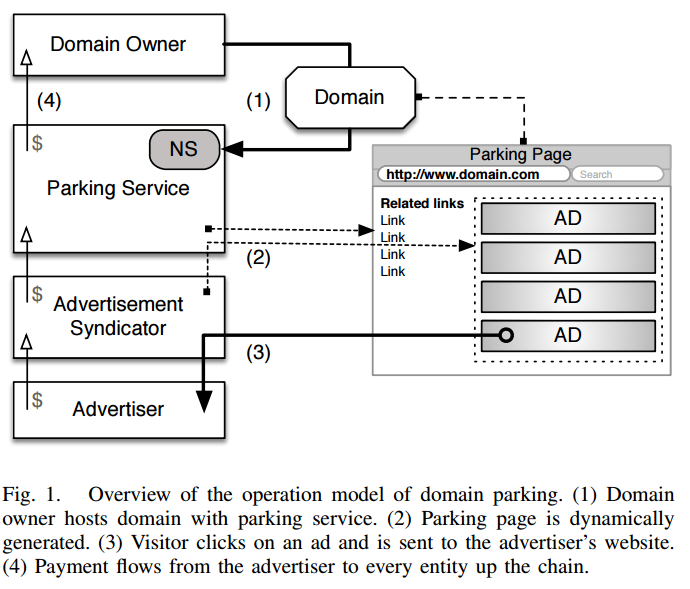 Domain Owner
(4)
(1)
Domain
$
NS
Parking Service
Parking Page
http://www.domain.com
Search
Related links
Link
Link
Link
Link
AD
AD
AD
AD
(2)
$
Advertisement
Syndicator
(3)
$
Advertiser
Fig. 1. Overview of the operation model of domain parking. (1) Domain
owner hosts domain with parking service. (2) Parking page is dynamically
generated. (3) Visitor clicks on an ad and is sent to the advertiser's website.
(4) Payment flows from the advertiser to every entity up the chain.